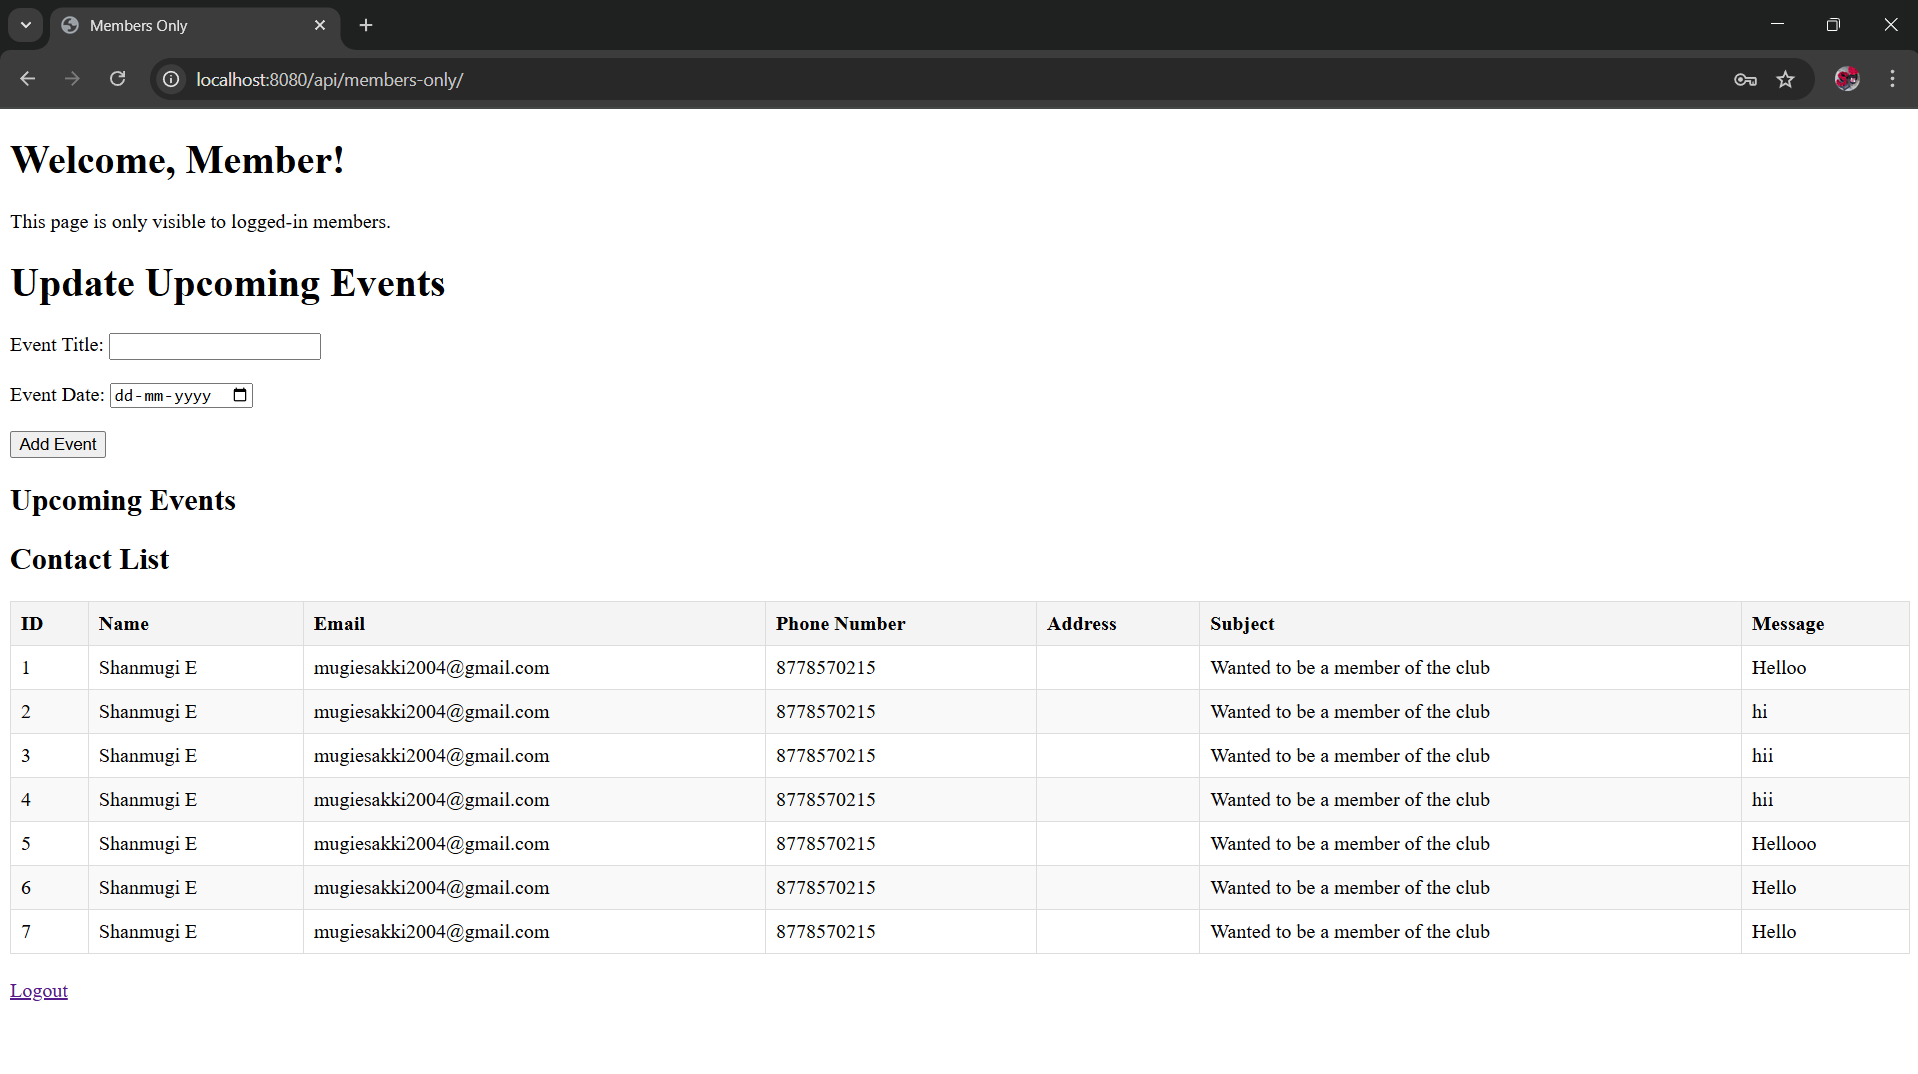 Members Only
localhost:8080/api/members-only/
Welcome, Member!
This page is only visible to logged-in members.
Update Upcoming Events
Event Title:
Event Date: dd-mm-yyyy
Add Event
Upcoming Events
Contact List
ID Name Email Phone Number Address Subject Message
1 Shanmugi E mugiesakki2004@gmail.com 8778570215 Wanted to be a member of the club Helloo
2 Shanmugi E mugiesakki2004@gmail.com 8778570215 Wanted to be a member of the club hi
3 Shanmugi E mugiesakki2004@gmail.com 8778570215 Wanted to be a member of the club hii
4 Shanmugi E mugiesakki2004@gmail.com 8778570215 Wanted to be a member of the club hii
5 Shanmugi E mugiesakki2004@gmail.com 8778570215 Wanted to be a member of the club Hellooo
6 Shanmugi E mugiesakki2004@gmail.com 8778570215 Wanted to be a member of the club Hello
7 Shanmugi E mugiesakki2004@gmail.com 8778570215 Wanted to be a member of the club Hello
Logout